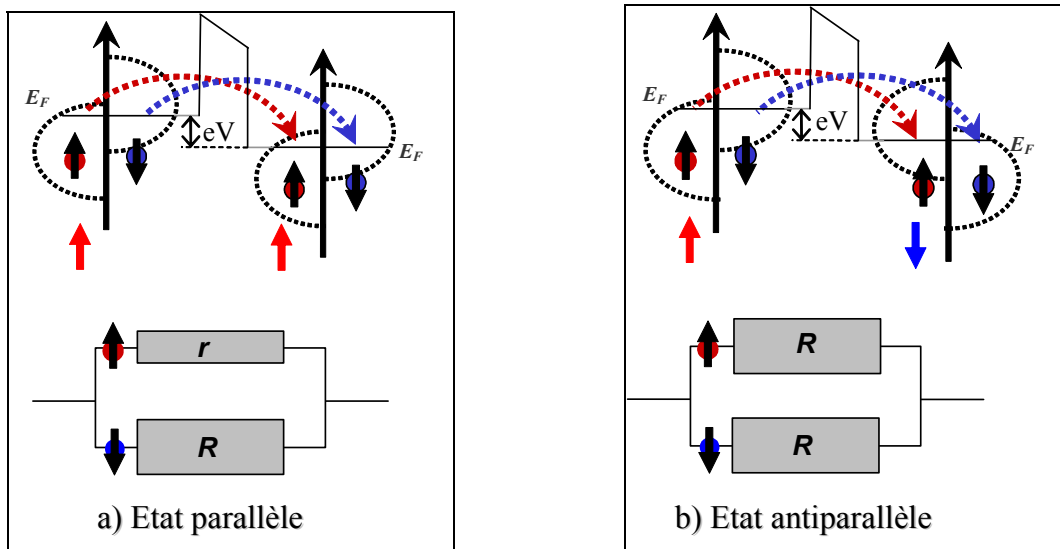 E_F
eV
E_F
r
R
a) Etat parallèle
E_F
eV
E_F
R
R
b) Etat antiparallèle